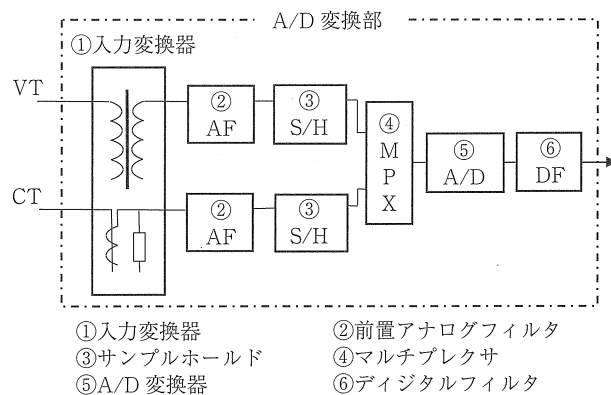 A/D 変換部
①入力変換器
VT
CT
②
AF
③
S/H
②
AF
③
S/H
④
M
P
X
⑤
A/D
⑥
DF
①入力変換器 ②前置アナログフィルタ
③サンプルホールド ④マルチプレクサ
⑤A/D 変換器 ⑥ディジタルフィルタ